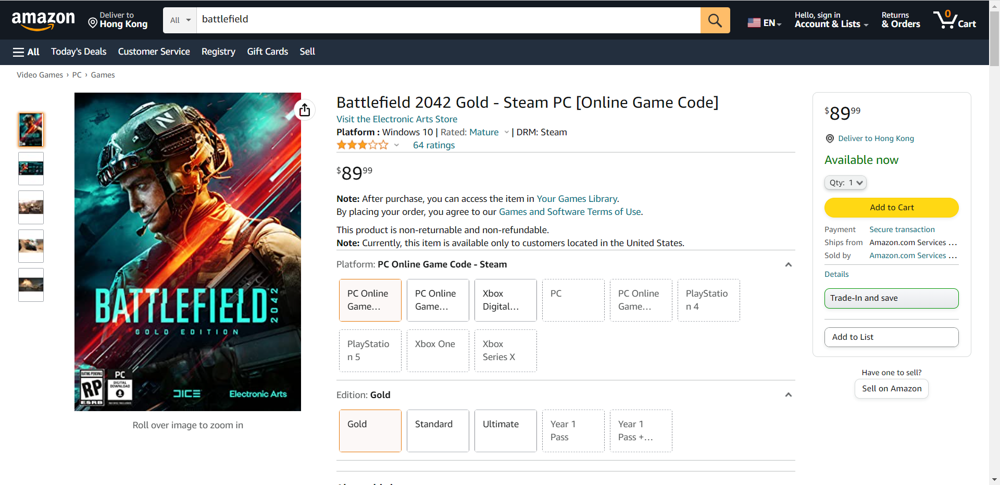 amazon
Deliver to
Hong Kong
All
battlefield
EN
Hello, sign in
Account & Lists
Returns
& Orders
0
Cart
All
Today's Deals
Customer Service
Registry
Gift Cards
Sell
Video Games › PC › Games
BATTLEFIELD 2042
GOLD EDITION
RATING PENDING
RP
ESRB
PC
DIGITAL
DOWNLOAD
DICE
Electronic Arts
Roll over image to zoom in
Battlefield 2042 Gold - Steam PC [Online Game Code]
Visit the Electronic Arts Store
Platform : Windows 10 | Rated: Mature | DRM: Steam
64 ratings
$89 99
Note: After purchase, you can access the item in Your Games Library.
By placing your order, you agree to our Games and Software Terms of Use.
This product is non-returnable and non-refundable.
Note: Currently, this item is available only to customers located in the United States.
Platform: PC Online Game Code - Steam
PC Online
Game...
PC Online
Game...
Xbox
Digital...
PC
PC Online
Game...
PlayStatio
n 4
PlayStatio
n 5
Xbox One
Xbox
Series X
Edition: Gold
Gold
Standard
Ultimate
Year 1
Pass
Year 1
Pass +...
$89 99
Deliver to Hong Kong
Available now
Qty: 1
Add to Cart
Payment Secure transaction
Ships from Amazon.com Services ...
Sold by Amazon.com Services ...
Details
Trade-In and save
Add to List
Have one to sell?
Sell on Amazon